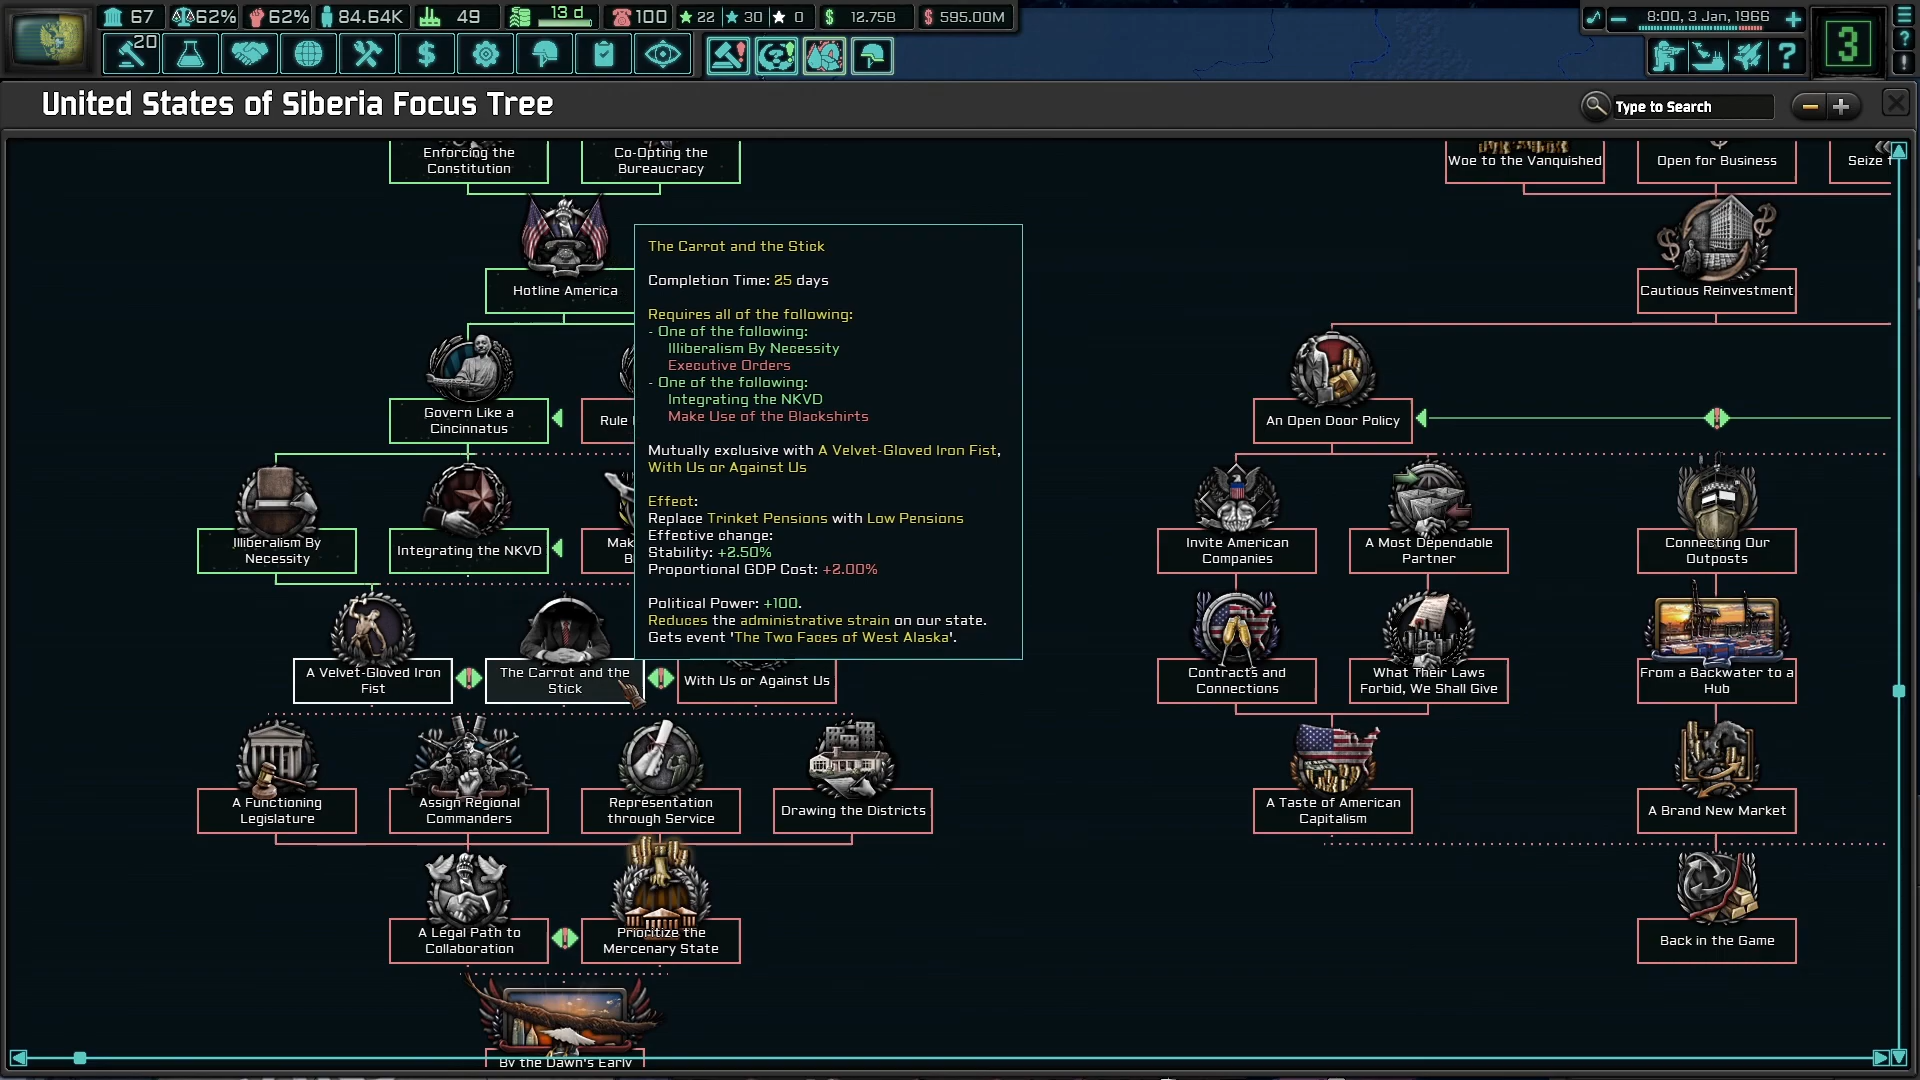 67
62%
62%
84.64K
49
13 d
100
22
30
0
$ 12.75B
$ 595.00M
8:00, 3 Jan, 1966
20
3
United States of Siberia Focus Tree
Type to Search
Enforcing the
Constitution
Co-Opting the
Bureaucracy
Woe to the Vanquished
Open for Business
Seize
Hotline America
Cautious Reinvestment
The Carrot and the Stick
Completion Time: 25 days
Requires all of the following:
- One of the following:
Illiberalism By Necessity
Executive Orders
- One of the following:
Integrating the NKVD
Make Use of the Blackshirts
Mutually exclusive with A Velvet-Gloved Iron Fist,
With Us or Against Us
Effect:
Replace Trinket Pensions with Low Pensions
Effective change:
Stability: +2.50%
Proportional GDP Cost: +2.00%
Political Power: +100.
Reduces the administrative strain on our state.
Gets event 'The Two Faces of West Alaska'.
Govern Like a
Cincinnatus
Rule
An Open Door Policy
Illiberalism By
Necessity
Integrating the NKVD
Mak
B
Invite American
Companies
A Most Dependable
Partner
Connecting Our
Outposts
A Velvet-Gloved Iron
Fist
The Carrot and the
Stick
With Us or Against Us
Contracts and
Connections
What Their Laws
Forbid, We Shall Give
From a Backwater to a
Hub
A Functioning
Legislature
Assign Regional
Commanders
Representation
through Service
Drawing the Districts
A Taste of American
Capitalism
A Brand New Market
A Legal Path to
Collaboration
Prioritize the
Mercenary State
Back in the Game
By the Dawn's Early